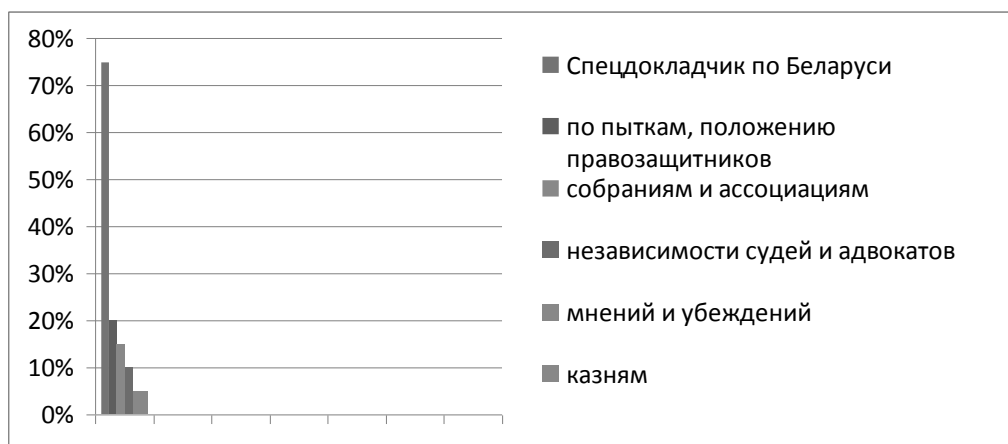 80%
70%
60%
50%
40%
30%
20%
10%
0%
Спецдокладчик по Беларуси
по пыткам, положению
правозащитников
собраниям и ассоциациям
независимости судей и адвокатов
мнений и убеждений
казням